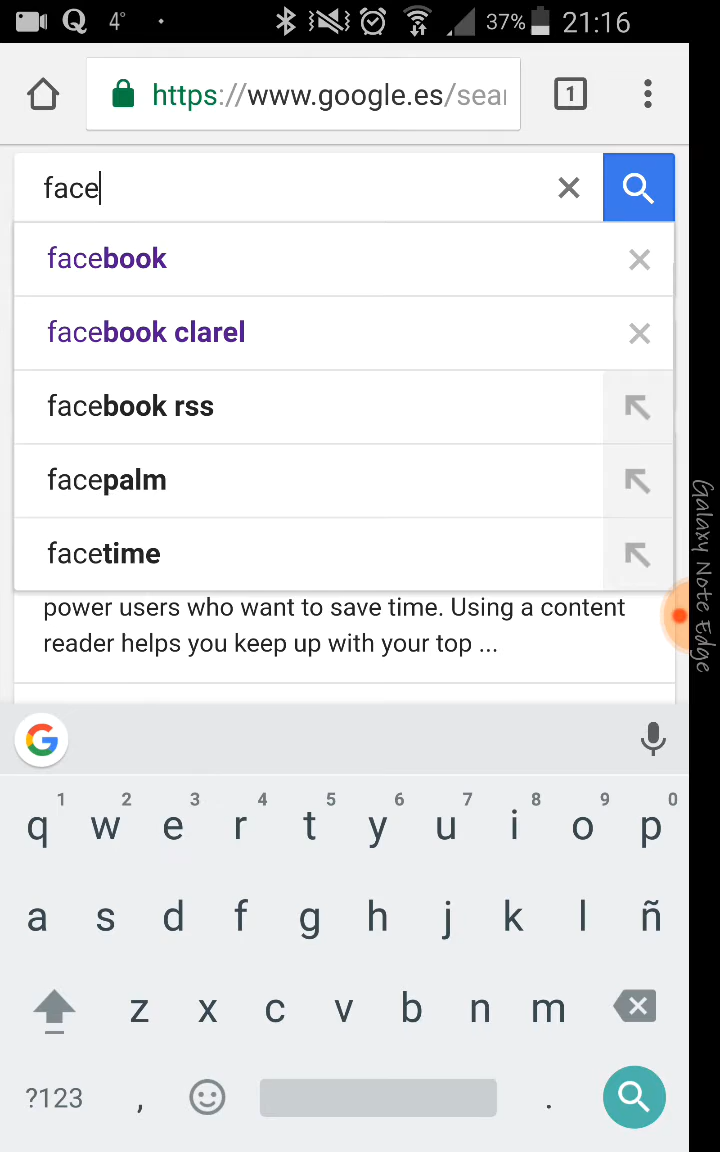 Q 4° 37% 21:16
https://www.google.es/sear
1
face
facebook
facebook clarel
facebook rss
facepalm
facetime
power users who want to save time. Using a content
reader helps you keep up with your top ...
Galaxy Note Edge
G
1 2 3 4 5 6 7 8 9 0
q w e r t y u i o p
a s d f g h j k l ñ
z x c v b n m
?123 , .